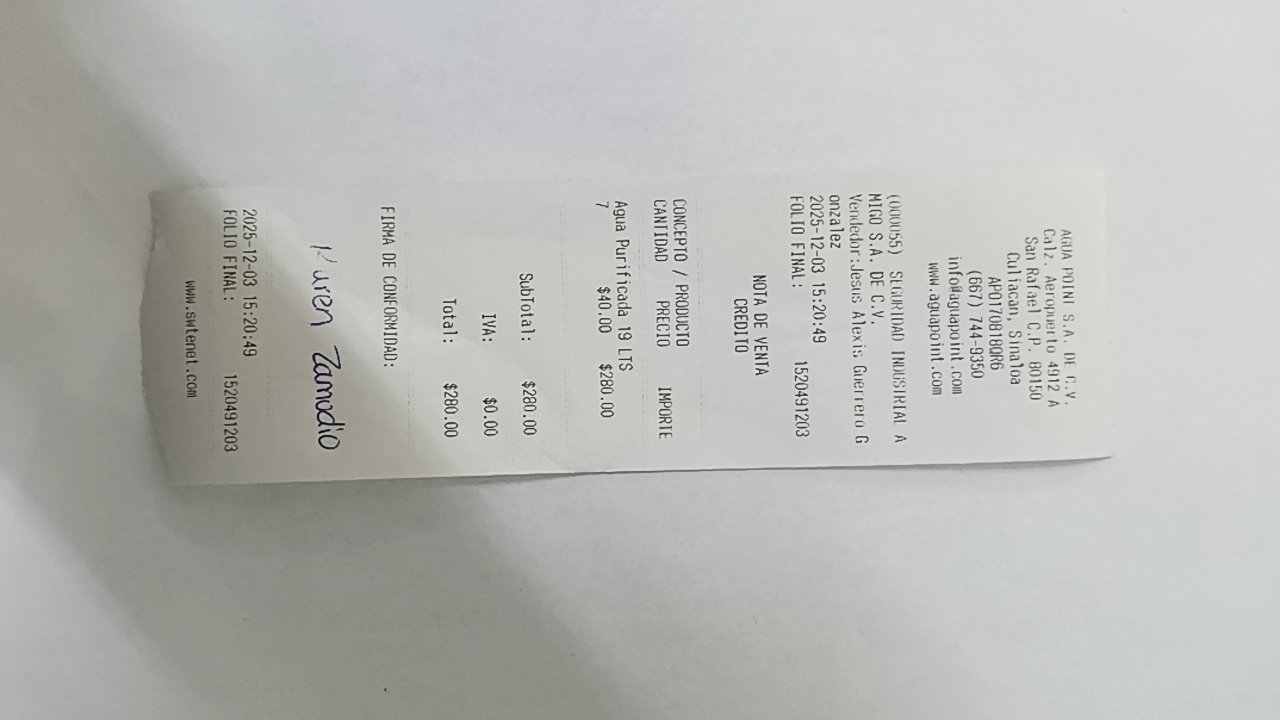 AGUA POINT S.A. DE C.V.
Calz. Aeropuerto 4912 A
San Rafael C.P. 80150
Culiacan, Sinaloa
APO170818QR6
(667) 744-9350
info@aguapoint.com
www.aguapoint.com
(000055) SEGURIDAD INDUSTRIAL A
MIGO S.A. DE C.V.
Vendedor:Jesus Alexis Guerrero G
onzalez
2025-12-03 15:20:49
FOLIO FINAL: 1520491203
NOTA DE VENTA
CREDITO
CONCEPTO / PRODUCTO
CANTIDAD PRECIO IMPORTE
Agua Purificada 19 LTS
7 $40.00 $280.00
SubTotal: $280.00
IVA: $0.00
Total: $280.00
FIRMA DE CONFORMIDAD:
Karen Zamudio
2025-12-03 15:20:49
FOLIO FINAL: 1520491203
www.swtenet.com